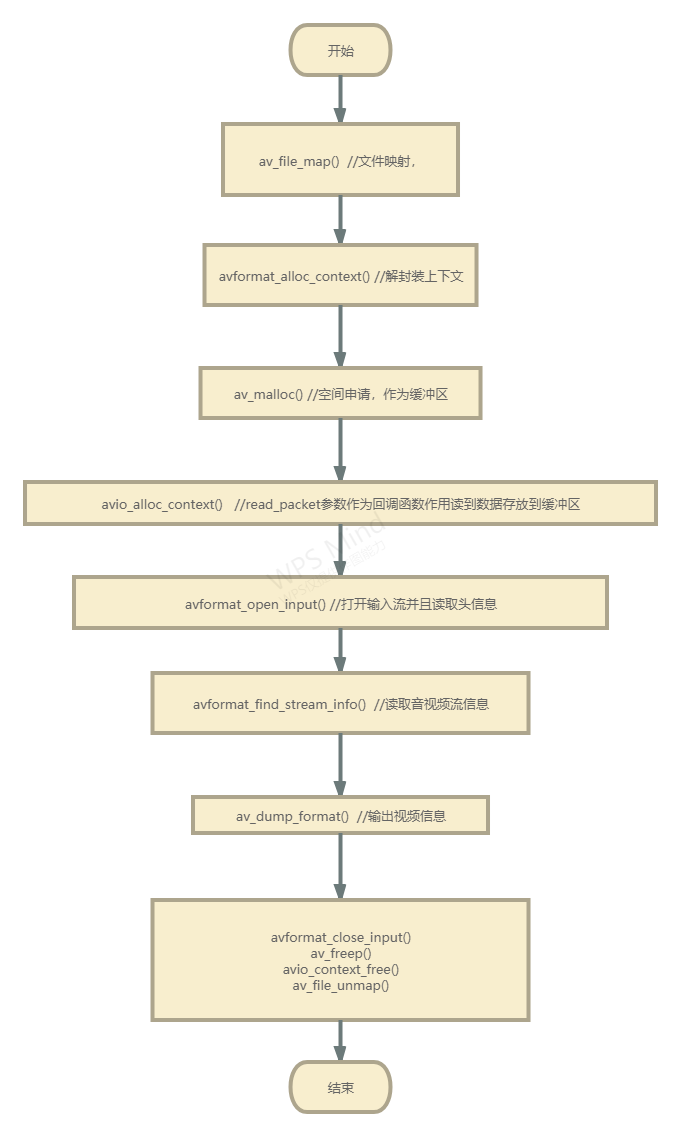 开始
av_file_map()  //文件映射，
avformat_alloc_context() //解封装上下文
av_malloc() //空间申请，作为缓冲区
avio_alloc_context()   //read_packet参数作为回调函数作用读到数据存放到缓冲区
WPS Mind
avformat_open_input() //打开输入流并且读取头信息
avformat_find_stream_info()  //读取音视频流信息
av_dump_format()  //输出视频信息
avformat_close_input()
av_freep()
avio_context_free()
av_file_unmap()
结束